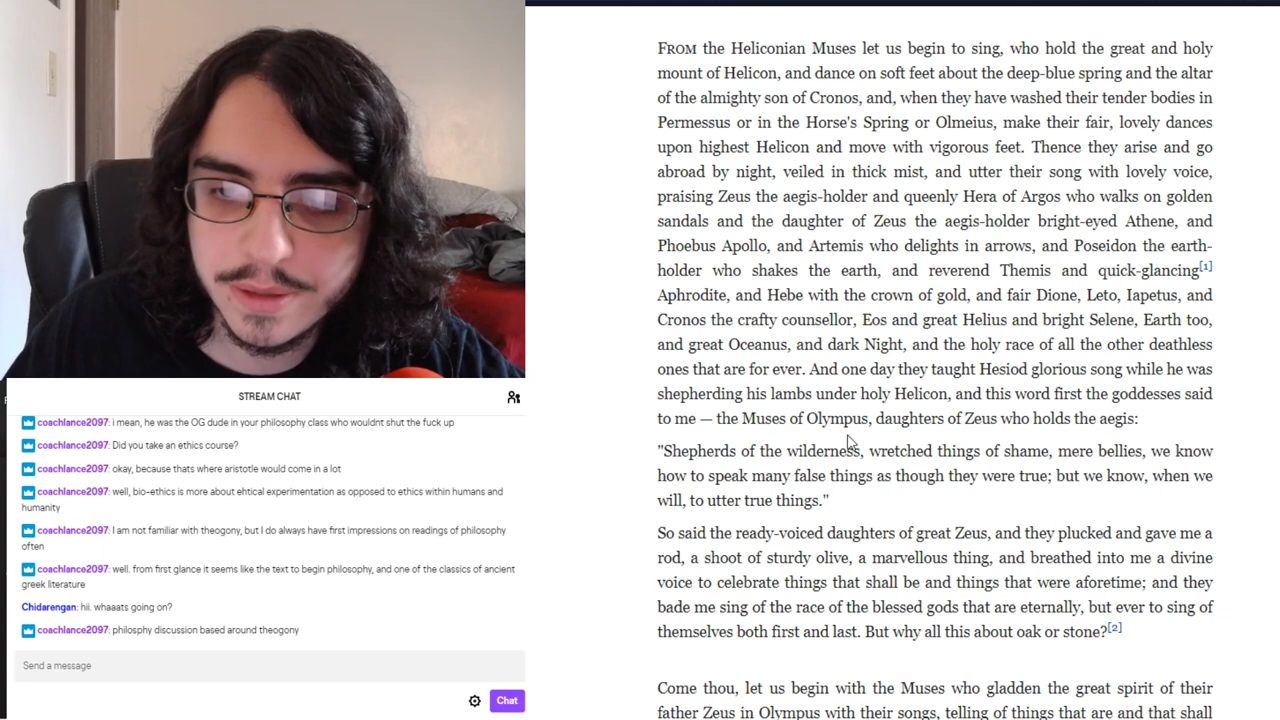 STREAM CHAT
coachlance2097: i mean, he was the OG dude in your philosophy class who wouldnt shut the fuck up
coachlance2097: Did you take an ethics course?
coachlance2097: okay, because thats where aristotle would come in a lot
coachlance2097: well, bio-ethics is more about ehtical experimentation as opposed to ethics within humans and
humanity
coachlance2097: I am not familiar with theogony, but I do always have first impressions on readings of philosophy
often
coachlance2097: well. from first glance it seems like the text to begin philosophy, and one of the classics of ancient
greek literature
Chidarengan: hii. whaaats going on?
coachlance2097: philosphy discussion based around theogony
Send a message
Chat
FROM the Heliconian Muses let us begin to sing, who hold the great and holy
mount of Helicon, and dance on soft feet about the deep-blue spring and the altar
of the almighty son of Cronos, and, when they have washed their tender bodies in
Permessus or in the Horse's Spring or Olmeius, make their fair, lovely dances
upon highest Helicon and move with vigorous feet. Thence they arise and go
abroad by night, veiled in thick mist, and utter their song with lovely voice,
praising Zeus the aegis-holder and queenly Hera of Argos who walks on golden
sandals and the daughter of Zeus the aegis-holder bright-eyed Athene, and
Phoebus Apollo, and Artemis who delights in arrows, and Poseidon the earth-
holder who shakes the earth, and reverend Themis and quick-glancing[1]
Aphrodite, and Hebe with the crown of gold, and fair Dione, Leto, Iapetus, and
Cronos the crafty counsellor, Eos and great Helius and bright Selene, Earth too,
and great Oceanus, and dark Night, and the holy race of all the other deathless
ones that are for ever. And one day they taught Hesiod glorious song while he was
shepherding his lambs under holy Helicon, and this word first the goddesses said
to me — the Muses of Olympus, daughters of Zeus who holds the aegis:
"Shepherds of the wilderness, wretched things of shame, mere bellies, we know
how to speak many false things as though they were true; but we know, when we
will, to utter true things."
So said the ready-voiced daughters of great Zeus, and they plucked and gave me a
rod, a shoot of sturdy olive, a marvellous thing, and breathed into me a divine
voice to celebrate things that shall be and things that were aforetime; and they
bade me sing of the race of the blessed gods that are eternally, but ever to sing of
themselves both first and last. But why all this about oak or stone?[2]
Come thou, let us begin with the Muses who gladden the great spirit of their
father Zeus in Olympus with their songs, telling of things that are and that shall